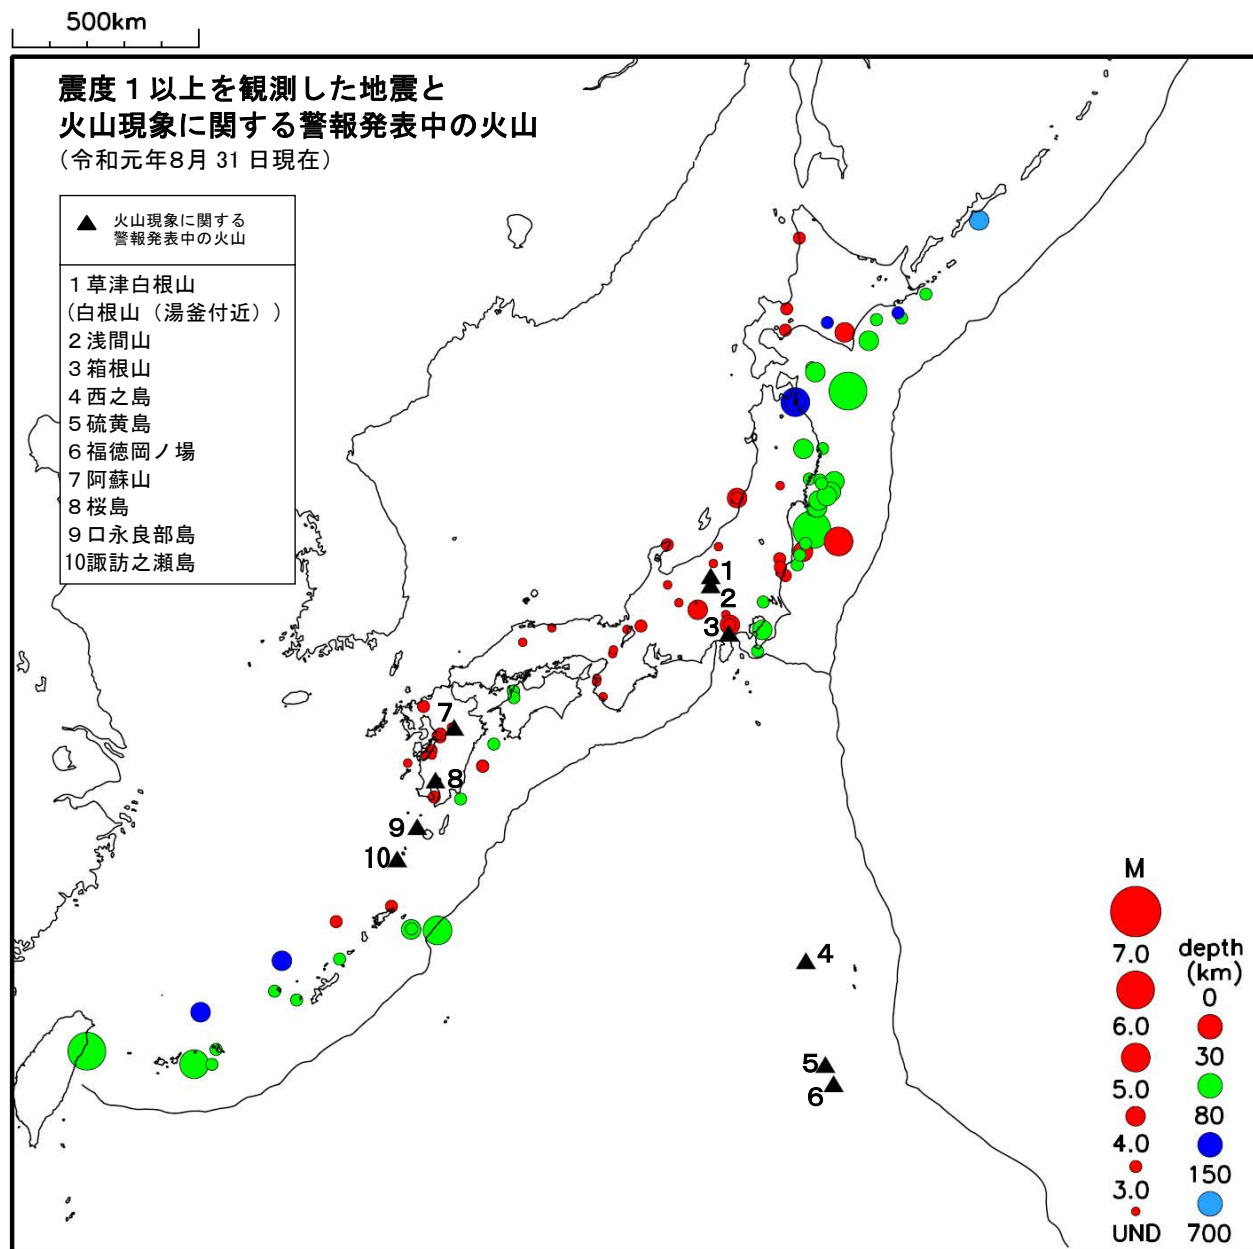 500km
震度１以上を観測した地震と
火山現象に関する警報発表中の火山
（令和元年８月 31 日現在）
▲ 火山現象に関する
警報発表中の火山
１草津白根山
(白根山（湯釜付近）)
２浅間山
３箱根山
４西之島
５硫黄島
６福徳岡ノ場
７阿蘇山
８桜島
９口永良部島
10諏訪之瀬島
1
2
3
7
8
9
10
4
5
6
M
7.0
6.0
5.0
4.0
3.0
UND
depth
(km)
0
30
80
150
700